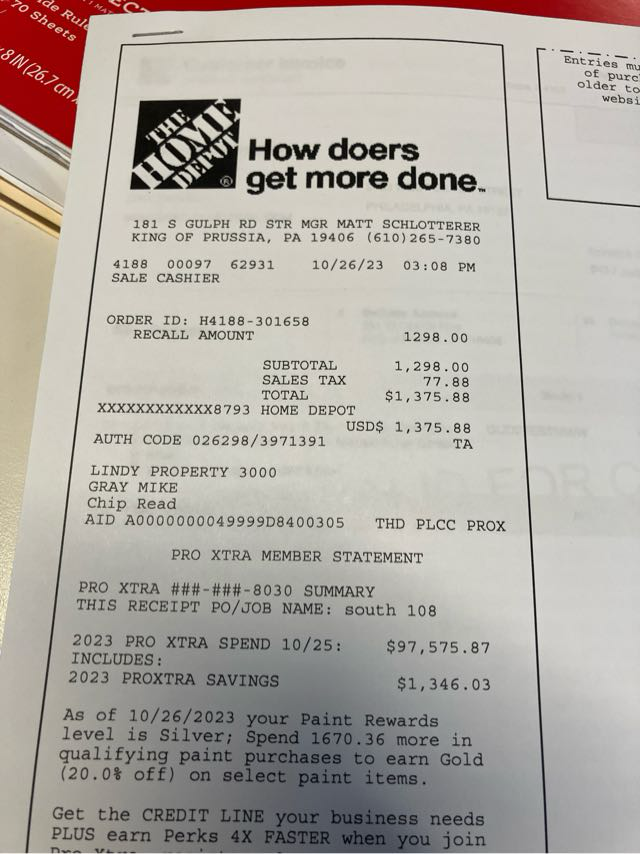 70 Sheets
8 IN (26.7 cm
Entries mu
of purc
older to
websi
THE
HOME
DEPOT
®
How doers
get more done.™
181 S GULPH RD STR MGR MATT SCHLOTTERER
KING OF PRUSSIA, PA 19406 (610)265-7380
4188 00097 62931 10/26/23 03:08 PM
SALE CASHIER
ORDER ID: H4188-301658
RECALL AMOUNT 1298.00
SUBTOTAL 1,298.00
SALES TAX 77.88
TOTAL $1,375.88
XXXXXXXXXXXX8793 HOME DEPOT
USD$ 1,375.88
AUTH CODE 026298/3971391 TA
LINDY PROPERTY 3000
GRAY MIKE
Chip Read
AID A0000000049999D8400305 THD PLCC PROX
PRO XTRA MEMBER STATEMENT
PRO XTRA ###-###-8030 SUMMARY
THIS RECEIPT PO/JOB NAME: south 108
2023 PRO XTRA SPEND 10/25: $97,575.87
INCLUDES:
2023 PROXTRA SAVINGS $1,346.03
As of 10/26/2023 your Paint Rewards
level is Silver; Spend 1670.36 more in
qualifying paint purchases to earn Gold
(20.0% off) on select paint items.
Get the CREDIT LINE your business needs
PLUS earn Perks 4X FASTER when you join